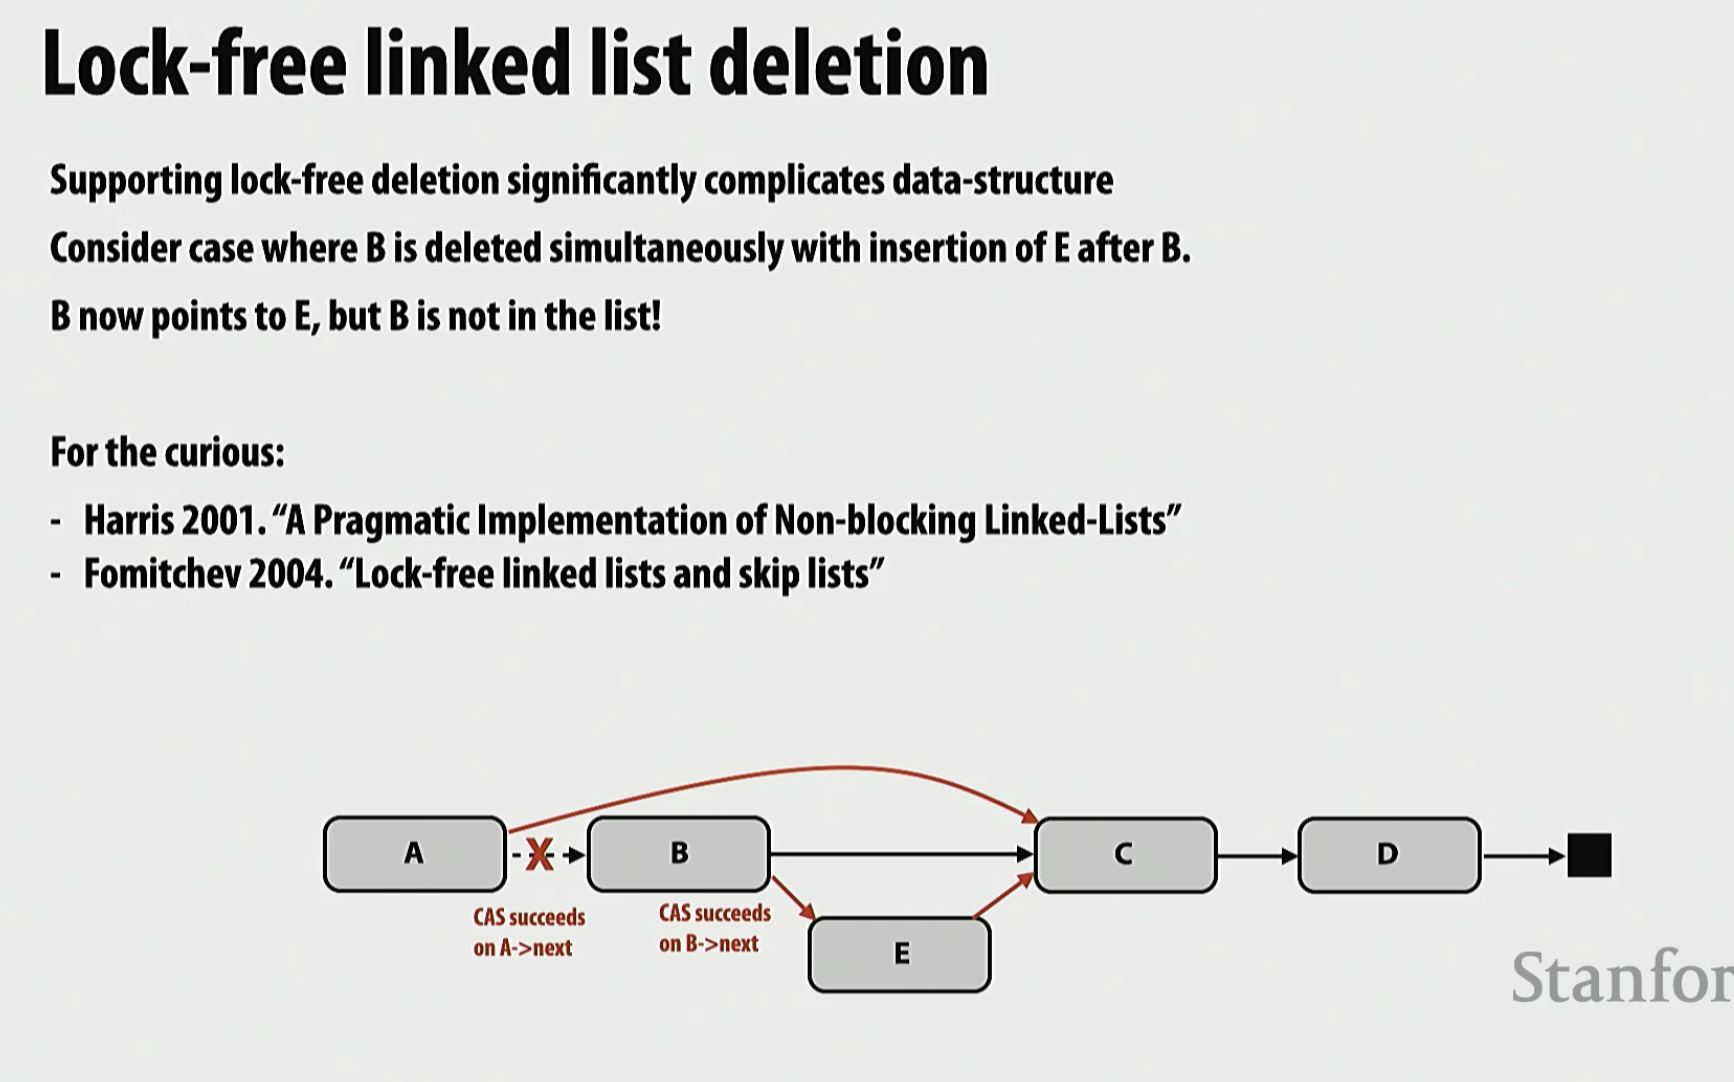 Lock-free linked list deletion
Supporting lock-free deletion significantly complicates data-structure
Consider case where B is deleted simultaneously with insertion of E after B.
B now points to E, but B is not in the list!
For the curious:
- Harris 2001. “A Pragmatic Implementation of Non-blocking Linked-Lists”
- Fomitchev 2004. “Lock-free linked lists and skip lists”
A X B C D
CAS succeeds
on A->next
CAS succeeds
on B->next
E
Stanfor